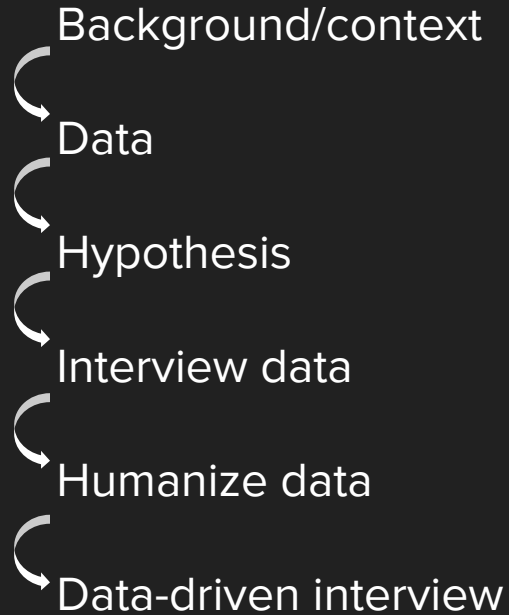 Background/context
Data
Hypothesis
Interview data
Humanize data
Data-driven interview